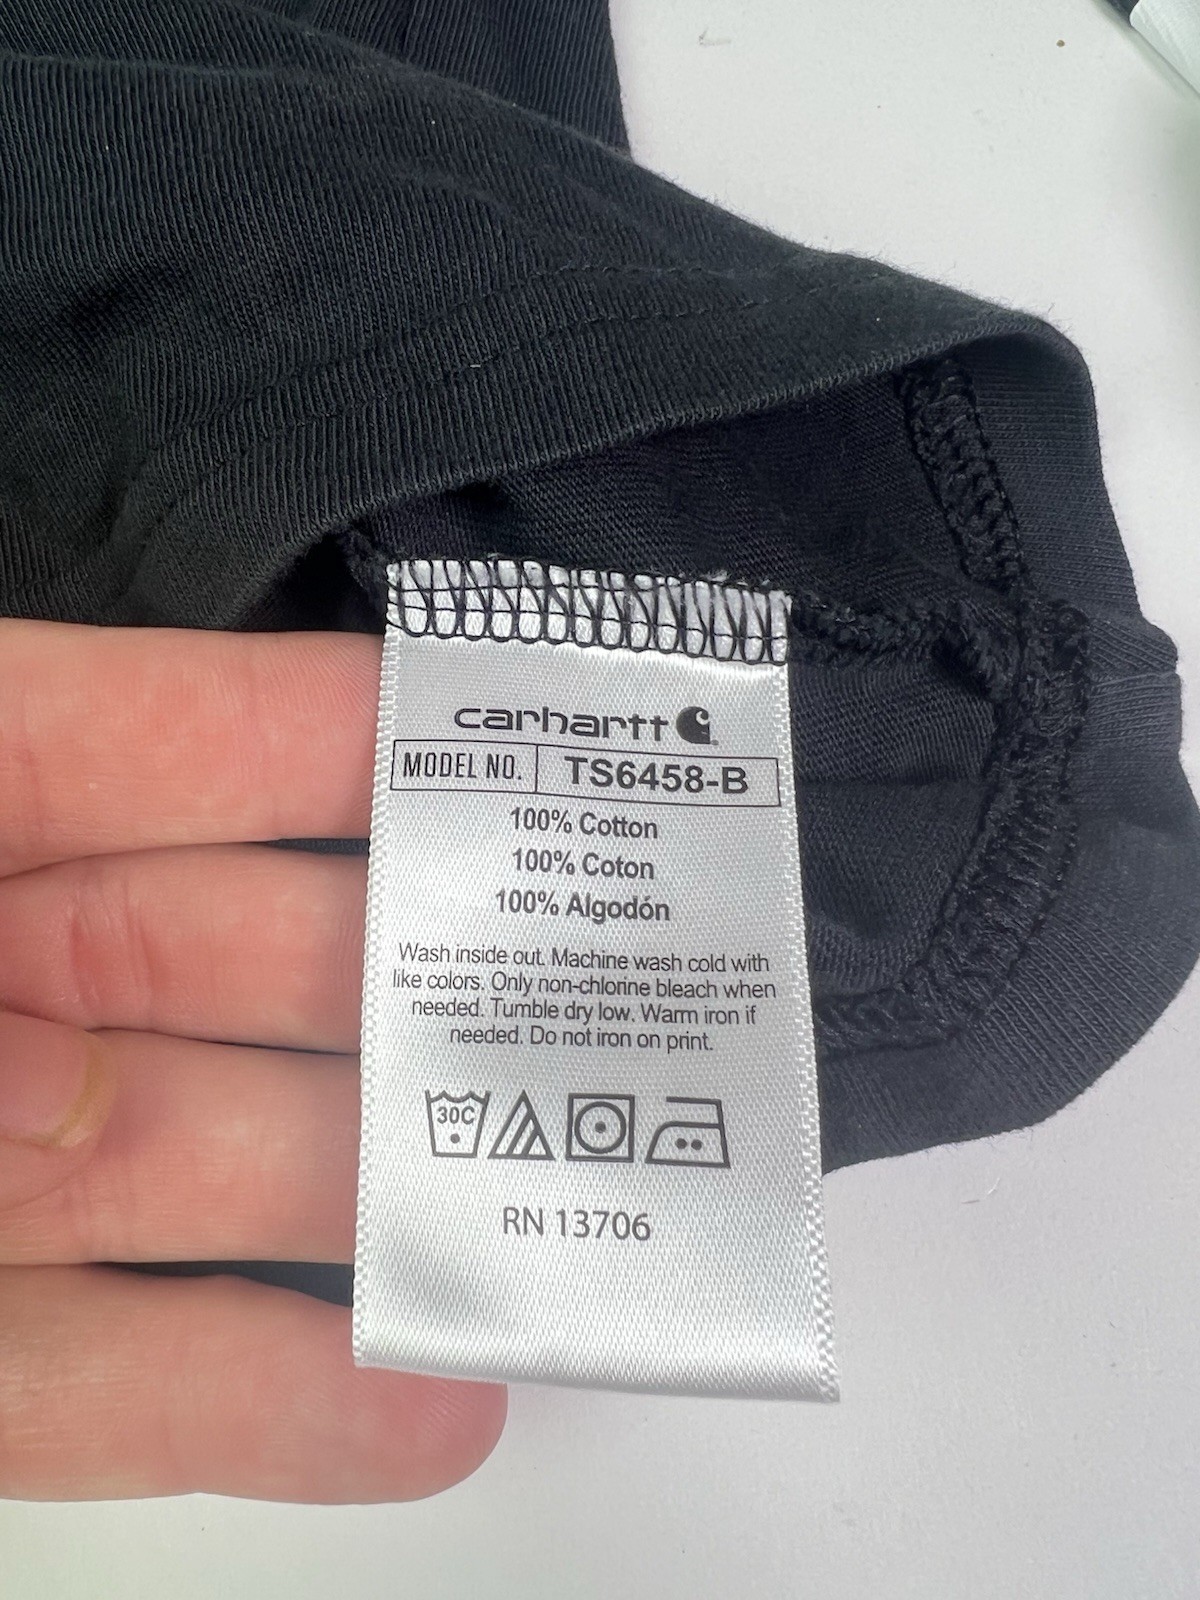 carhartt
MODEL NO. TS6458-B
100% Cotton
100% Coton
100% Algodón
Wash inside out. Machine wash cold with
like colors. Only non-chlorine bleach when
needed. Tumble dry low. Warm iron if
needed. Do not iron on print.
30C
RN 13706